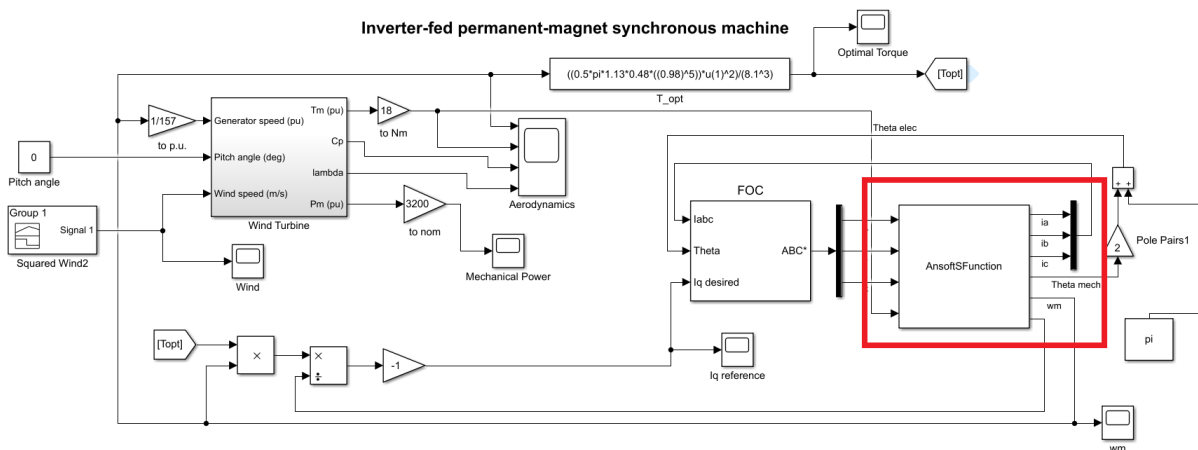 Inverter-fed permanent-magnet synchronous machine
Optimal Torque
((0.5*pi*1.13*0.48*((0.98)^5))*u(1)^2)/(8.1^3)
T_opt
[Topt]
1/157
to p.u.
Generator speed (pu)
Pitch angle (deg)
Wind speed (m/s)
Tm (pu)
Cp
lambda
Pm (pu)
Wind Turbine
18
to Nm
Aerodynamics
0
Pitch angle
Group 1
Signal 1
Squared Wind2
Wind
3200
to nom
Mechanical Power
Theta elec
FOC
Iabc
Theta
Iq desired
ABC*
AnsoftSFunction
ia
ib
ic
Theta mech
wm
+ +
2
Pole Pairs1
pi
[Topt]
×
×
÷
-1
Iq reference
wm